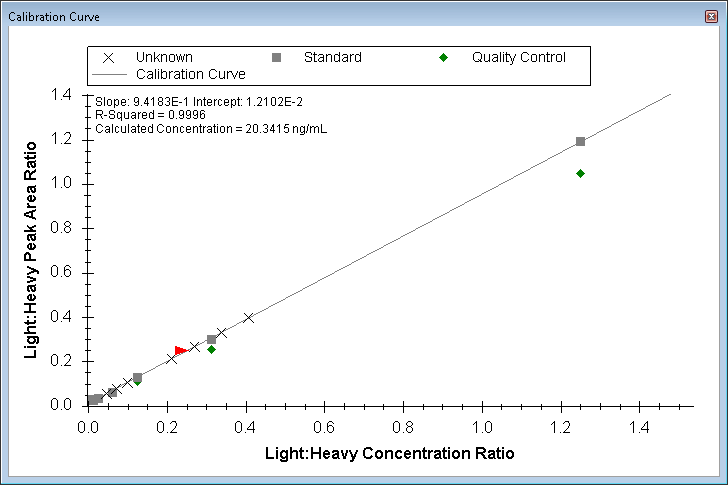 Calibration Curve
Unknown Standard Quality Control
Calibration Curve
Slope: 9.4183E-1 Intercept: 1.2102E-2
R-Squared = 0.9996
Calculated Concentration = 20.3415 ng/mL
Light:Heavy Peak Area Ratio
1.4
1.2
1.0
0.8
0.6
0.4
0.2
0.0
0.0 0.2 0.4 0.6 0.8 1.0 1.2 1.4
Light:Heavy Concentration Ratio